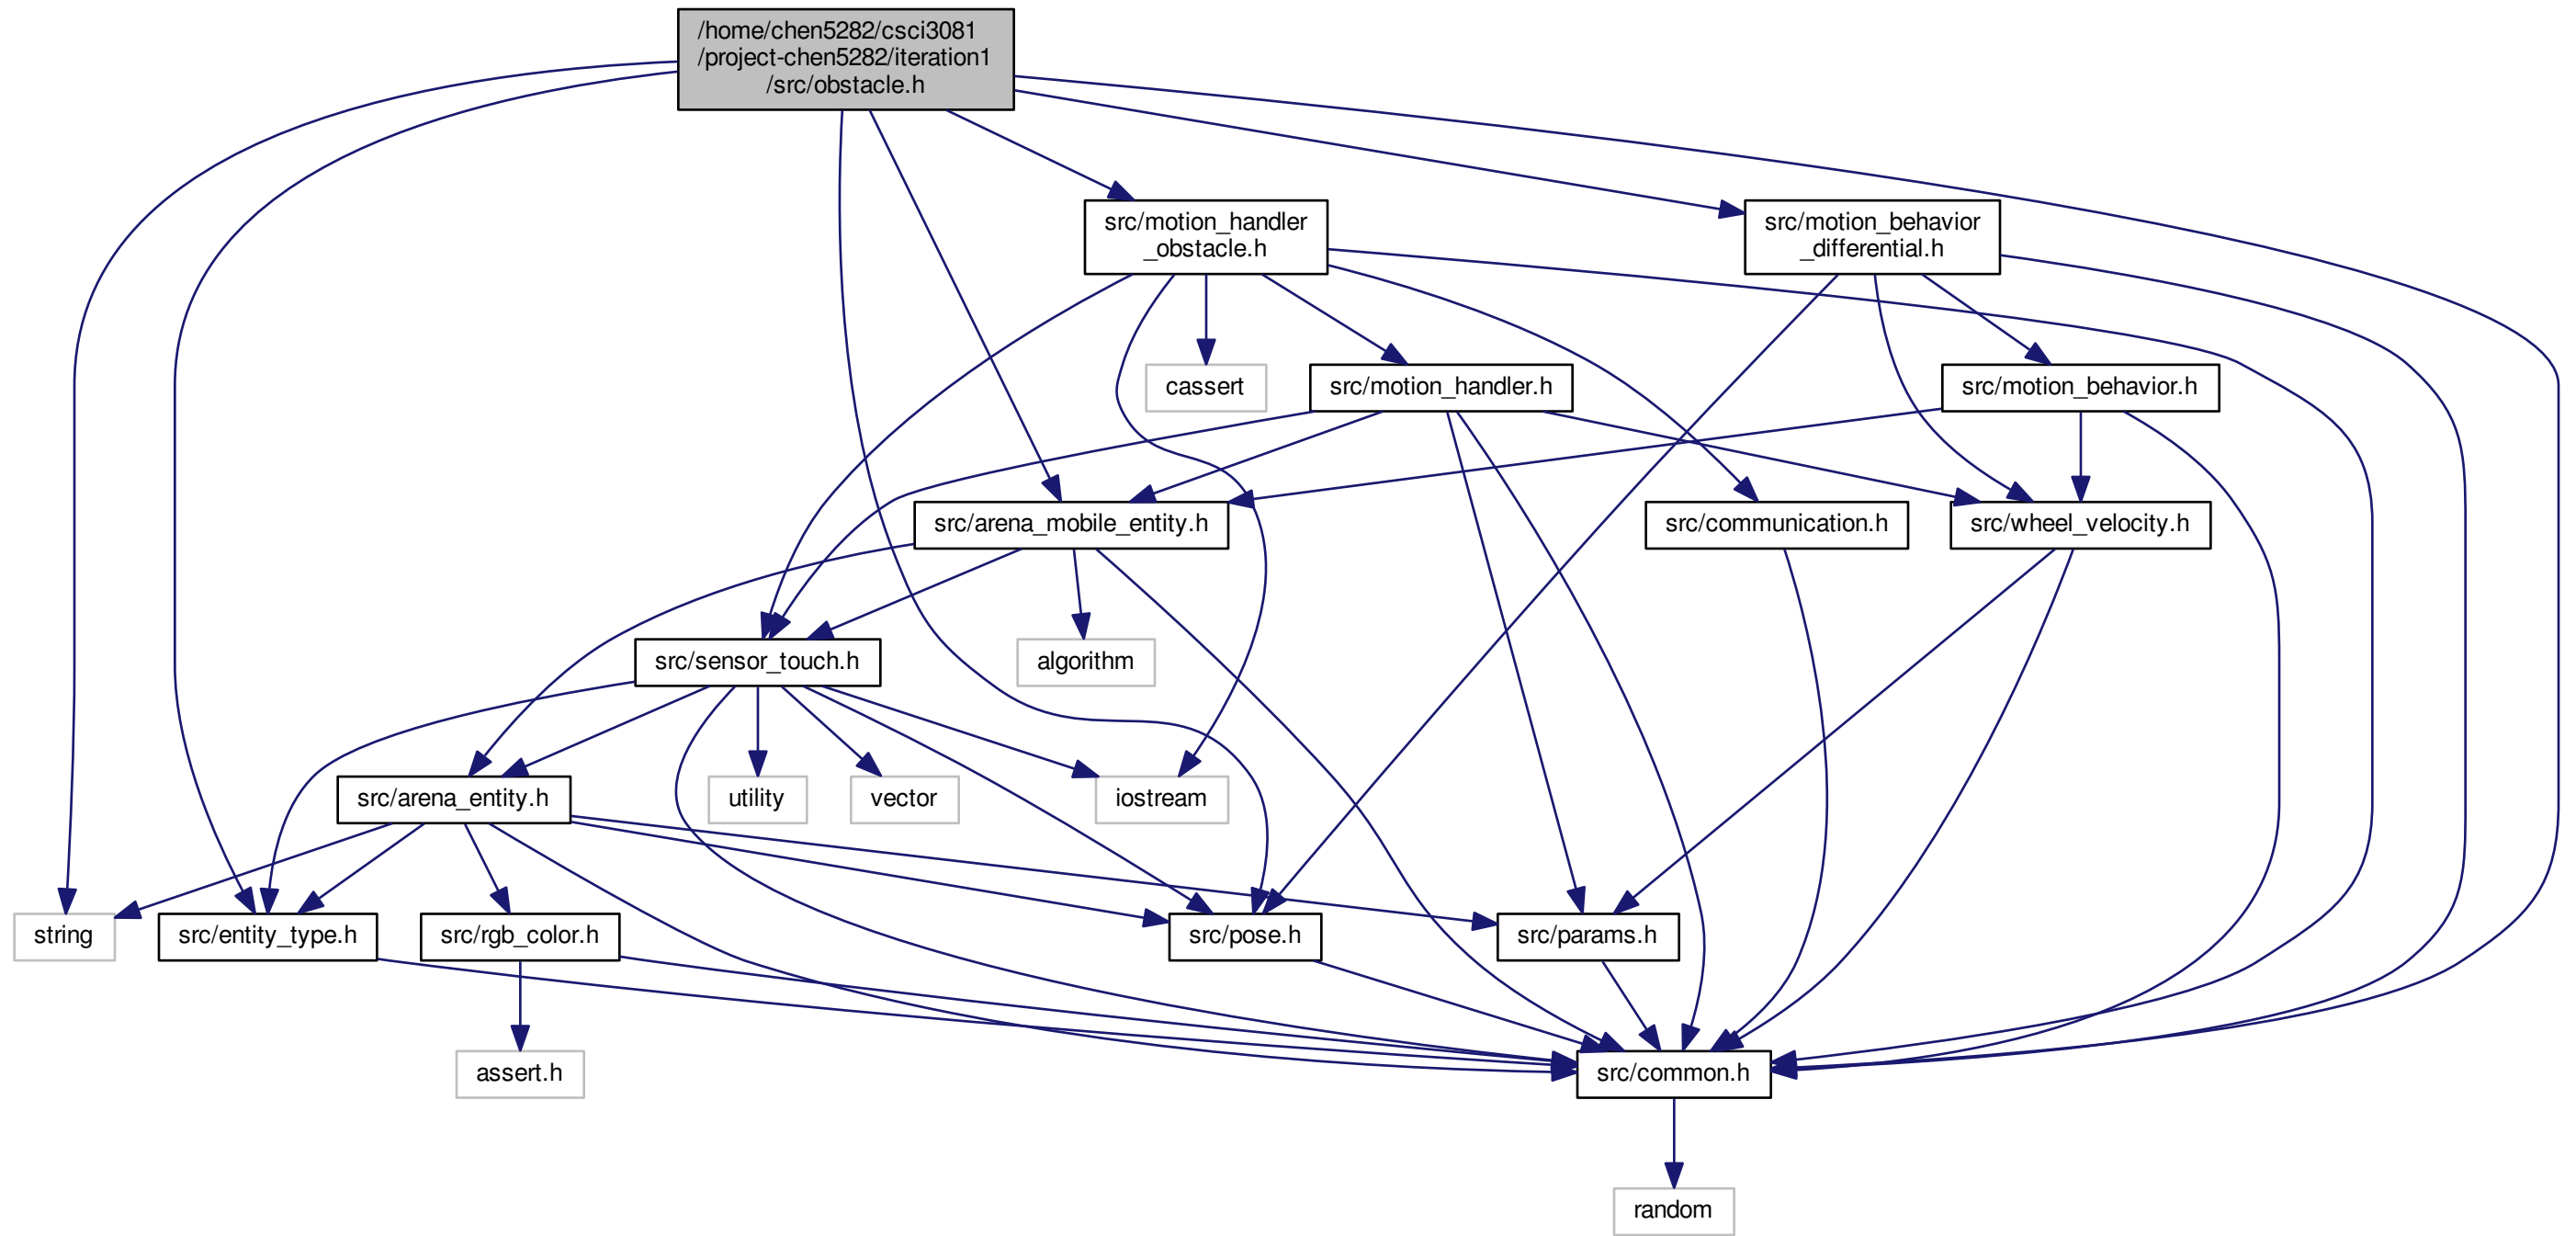 /home/chen5282/csci3081
/project-chen5282/iteration1
/src/obstacle.h
src/motion_handler
_obstacle.h
src/motion_behavior
_differential.h
cassert
src/motion_handler.h
src/motion_behavior.h
src/arena_mobile_entity.h
src/communication.h
src/wheel_velocity.h
src/sensor_touch.h
algorithm
src/arena_entity.h
utility
vector
iostream
string
src/entity_type.h
src/rgb_color.h
src/pose.h
src/params.h
assert.h
src/common.h
random